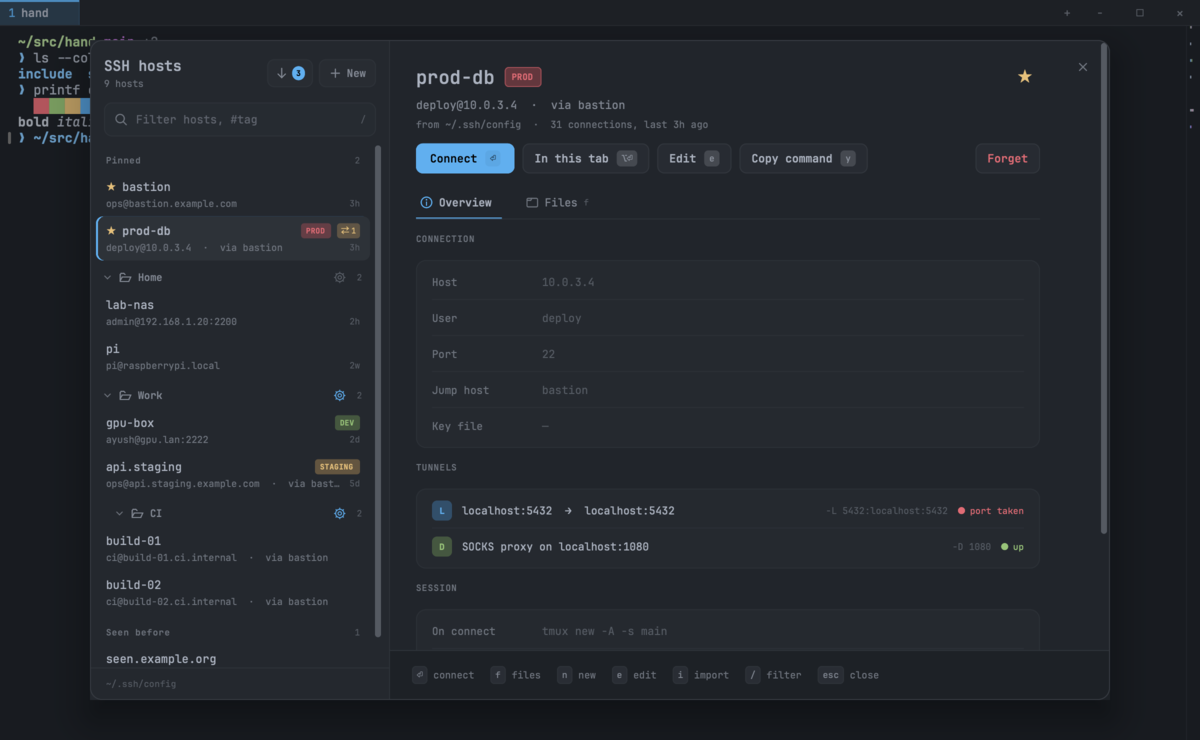 1 hand
+ - □ ×
~/src/hand
❯ ls --col
include
❯ printf
bold ital
❯ ~/src/ha
SSH hosts
9 hosts
↓ 3
+ New
Filter hosts, #tag /
Pinned 2
★ bastion
ops@bastion.example.com 3h
★ prod-db PROD ⇄ 1
deploy@10.0.3.4 · via bastion 3h
Home 2
lab-nas
admin@192.168.1.20:2200 2h
pi
pi@raspberrypi.local 2w
Work 2
gpu-box DEV
ayush@gpu.lan:2222 2d
api.staging STAGING
ops@api.staging.example.com · via bast… 5d
CI 2
build-01
ci@build-01.ci.internal · via bastion
build-02
ci@build-02.ci.internal · via bastion
Seen before 1
seen.example.org
~/.ssh/config
prod-db PROD ★ ×
deploy@10.0.3.4 · via bastion
from ~/.ssh/config · 31 connections, last 3h ago
Connect ⏎
In this tab ⌥⏎
Edit e
Copy command y
Forget
Overview
Files f
CONNECTION
Host 10.0.3.4
User deploy
Port 22
Jump host bastion
Key file —
TUNNELS
L localhost:5432 → localhost:5432 -L 5432:localhost:5432 ● port taken
D SOCKS proxy on localhost:1080 -D 1080 ● up
SESSION
On connect tmux new -A -s main
⏎ connect f files n new e edit i import / filter esc close